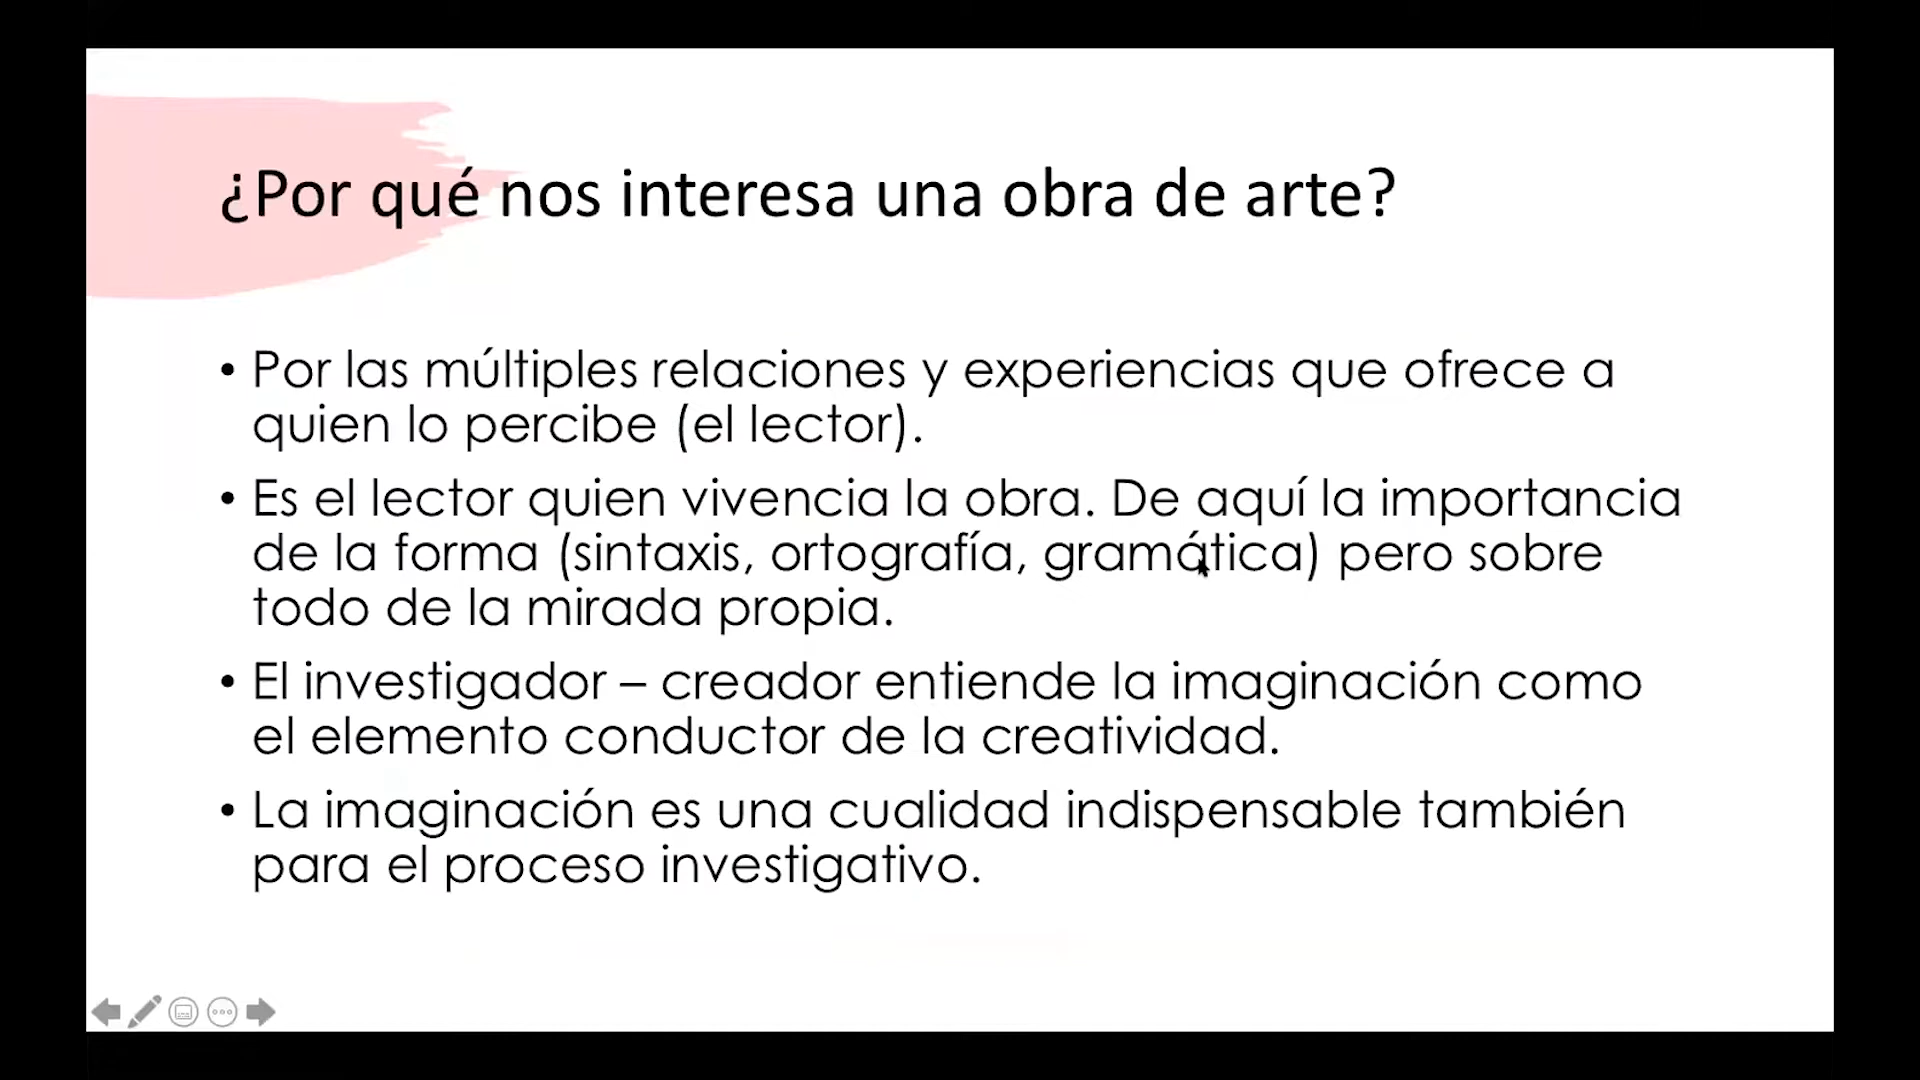 ¿Por qué nos interesa una obra de arte?
• Por las múltiples relaciones y experiencias que ofrece a
quien lo percibe (el lector).
• Es el lector quien vivencia la obra. De aquí la importancia
de la forma (sintaxis, ortografía, gramática) pero sobre
todo de la mirada propia.
• El investigador – creador entiende la imaginación como
el elemento conductor de la creatividad.
• La imaginación es una cualidad indispensable también
para el proceso investigativo.